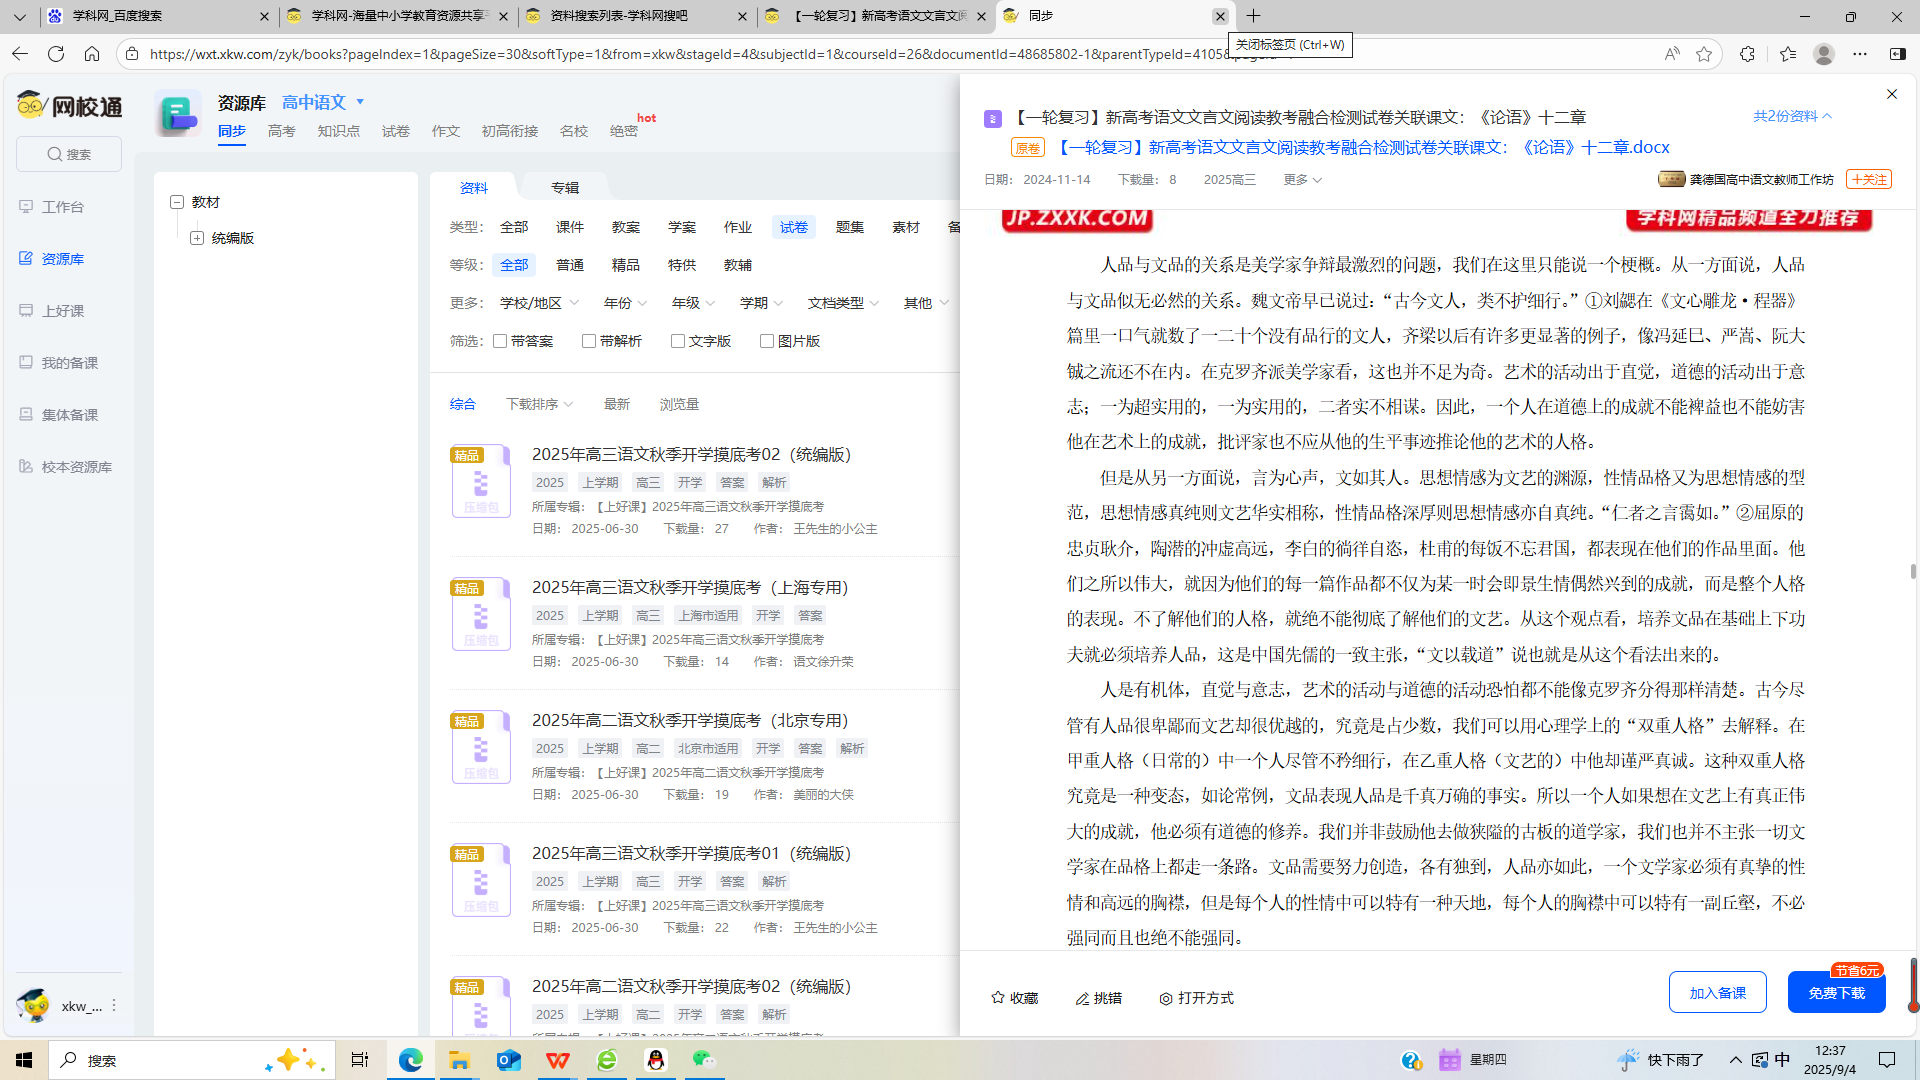 学科网_百度搜索
学科网-海量中小学教育资源共享
资料搜索列表-学科网搜吧
【一轮复习】新高考语文文言文阅
同步
关闭标签页 (Ctrl+W)
https://wxt.xkw.com/zyk/books?pageIndex=1&pageSize=30&softType=1&from=xkw&stageId=4&subjectId=1&courseId=26&documentId=48685802-1&parentTypeId=4105&
网校通
搜索
工作台
资源库
上好课
我的备课
集体备课
校本资源库
xkw_...
资源库 高中语文
同步 高考 知识点 试卷 作文 初高衔接 名校 绝密 hot
教材
统编版
资料 专辑
类型: 全部 课件 教案 学案 作业 试卷 题集 素材 备
等级: 全部 普通 精品 特供 教辅
更多: 学校/地区 年份 年级 学期 文档类型 其他
筛选: 带答案 带解析 文字版 图片版
综合 下载排序 最新 浏览量
精品 压缩包
2025年高三语文秋季开学摸底考02（统编版）
2025 上学期 高三 开学 答案 解析
所属专辑: 【上好课】2025年高三语文秋季开学摸底考
日期: 2025-06-30 下载量: 27 作者: 王先生的小公主
精品 压缩包
2025年高三语文秋季开学摸底考（上海专用）
2025 上学期 高三 上海市适用 开学 答案
所属专辑: 【上好课】2025年高三语文秋季开学摸底考
日期: 2025-06-30 下载量: 14 作者: 语文徐升荣
精品 压缩包
2025年高二语文秋季开学摸底考（北京专用）
2025 上学期 高二 北京市适用 开学 答案 解析
所属专辑: 【上好课】2025年高二语文秋季开学摸底考
日期: 2025-06-30 下载量: 19 作者: 美丽的大侠
精品 压缩包
2025年高三语文秋季开学摸底考01（统编版）
2025 上学期 高三 开学 答案 解析
所属专辑: 【上好课】2025年高三语文秋季开学摸底考
日期: 2025-06-30 下载量: 22 作者: 王先生的小公主
精品 压缩包
2025年高二语文秋季开学摸底考02（统编版）
2025 上学期 高二 开学 答案 解析
【一轮复习】新高考语文文言文阅读教考融合检测试卷关联课文：《论语》十二章
共2份资料
原卷 【一轮复习】新高考语文文言文阅读教考融合检测试卷关联课文：《论语》十二章.docx
日期: 2024-11-14 下载量: 8 2025高三 更多
龚德国高中语文教师工作坊 +关注
JP.ZXXK.COM 学科网精品频道全力推荐
人品与文品的关系是美学家争辩最激烈的问题，我们在这里只能说一个梗概。从一方面说，人品
与文品似无必然的关系。魏文帝早已说过：“古今文人，类不护细行。”①刘勰在《文心雕龙•程器》
篇里一口气就数了一二十个没有品行的文人，齐梁以后有许多更显著的例子，像冯延巳、严嵩、阮大
铖之流还不在内。在克罗齐派美学家看，这也并不足为奇。艺术的活动出于直觉，道德的活动出于意
志；一为超实用的，一为实用的，二者实不相谋。因此，一个人在道德上的成就不能裨益也不能妨害
他在艺术上的成就，批评家也不应从他的生平事迹推论他的艺术的人格。
但是从另一方面说，言为心声，文如其人。思想情感为文艺的渊源，性情品格又为思想情感的型
范，思想情感真纯则文艺华实相称，性情品格深厚则思想情感亦自真纯。“仁者之言霭如。”②屈原的
忠贞耿介，陶潜的冲虚高远，李白的徜徉自恣，杜甫的每饭不忘君国，都表现在他们的作品里面。他
们之所以伟大，就因为他们的每一篇作品都不仅为某一时会即景生情偶然兴到的成就，而是整个人格
的表现。不了解他们的人格，就绝不能彻底了解他们的文艺。从这个观点看，培养文品在基础上下功
夫就必须培养人品，这是中国先儒的一致主张，“文以载道”说也就是从这个看法出来的。
人是有机体，直觉与意志，艺术的活动与道德的活动恐怕都不能像克罗齐分得那样清楚。古今尽
管有人品很卑鄙而文艺却很优越的，究竟是占少数，我们可以用心理学上的“双重人格”去解释。在
甲重人格（日常的）中一个人尽管不矜细行，在乙重人格（文艺的）中他却谨严真诚。这种双重人格
究竟是一种变态，如论常例，文品表现人品是千真万确的事实。所以一个人如果想在文艺上有真正伟
大的成就，他必须有道德的修养。我们并非鼓励他去做狭隘的古板的道学家，我们也并不主张一切文
学家在品格上都走一条路。文品需要努力创造，各有独到，人品亦如此，一个文学家必须有真挚的性
情和高远的胸襟，但是每个人的性情中可以特有一种天地，每个人的胸襟中可以特有一副丘壑，不必
强同而且也绝不能强同。
收藏 挑错 打开方式
加入备课 节省6元 免费下载
搜索
星期四
快下雨了
中
12:37
2025/9/4